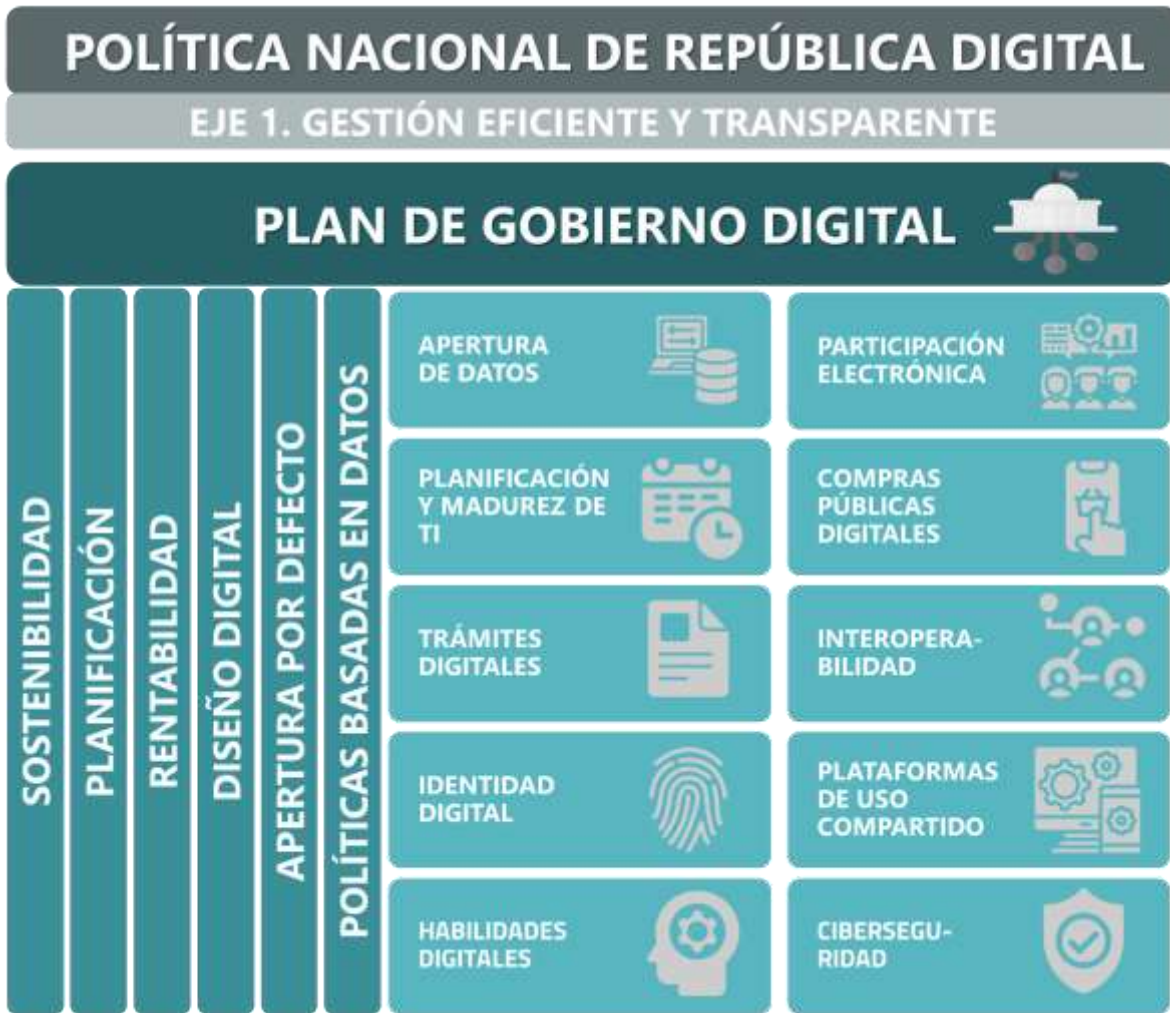 POLÍTICA NACIONAL DE REPÚBLICA DIGITAL
EJE 1. GESTIÓN EFICIENTE Y TRANSPARENTE
PLAN DE GOBIERNO DIGITAL
SOSTENIBILIDAD
PLANIFICACIÓN
RENTABILIDAD
DISEÑO DIGITAL
APERTURA POR DEFECTO
POLÍTICAS BASADAS EN DATOS
APERTURA
DE DATOS
PARTICIPACIÓN
ELECTRÓNICA
PLANIFICACIÓN
Y MADUREZ DE
TI
COMPRAS
PÚBLICAS
DIGITALES
TRÁMITES
DIGITALES
INTEROPERA-
BILIDAD
IDENTIDAD
DIGITAL
PLATAFORMAS
DE USO
COMPARTIDO
HABILIDADES
DIGITALES
CIBERSEGU-
RIDAD